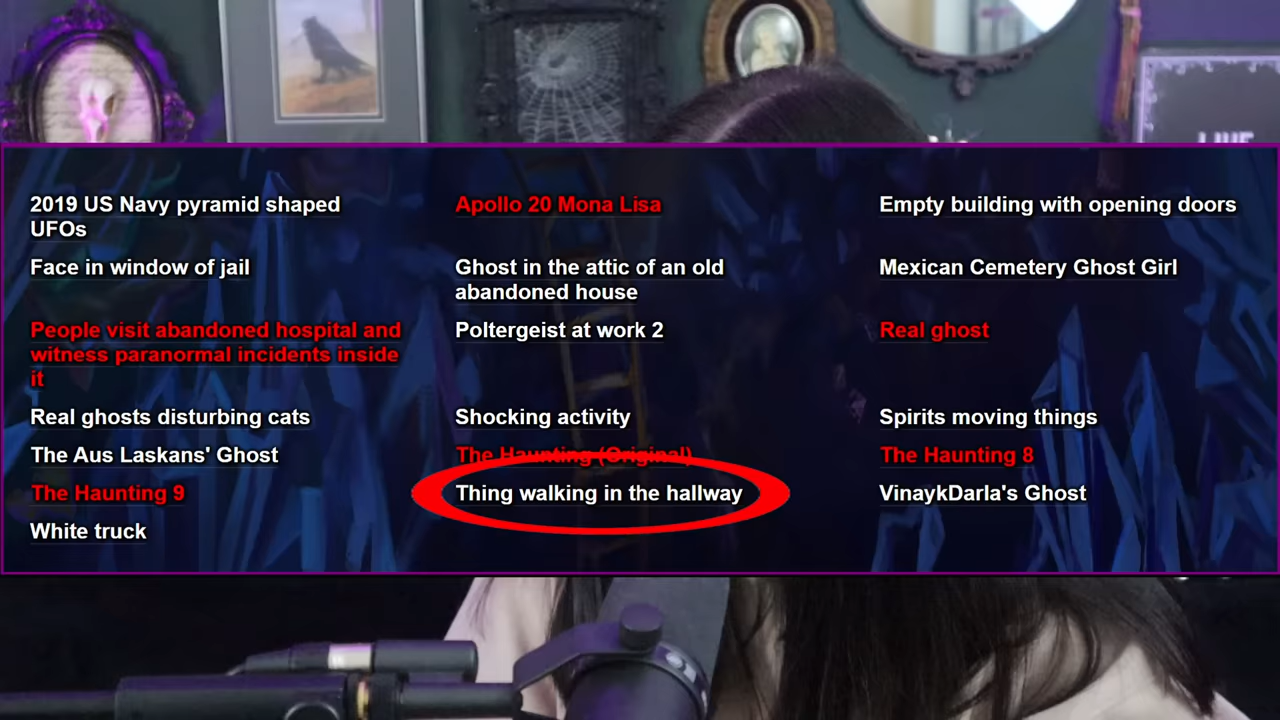 2019 US Navy pyramid shaped
UFOs
Apollo 20 Mona Lisa
Empty building with opening doors
Face in window of jail
Ghost in the attic of an old
abandoned house
Mexican Cemetery Ghost Girl
People visit abandoned hospital and
witness paranormal incidents inside
it
Poltergeist at work 2
Real ghost
Real ghosts disturbing cats
Shocking activity
Spirits moving things
The Aus Laskans' Ghost
The Haunting (Original)
The Haunting 8
The Haunting 9
Thing walking in the hallway
VinaykDarla's Ghost
White truck